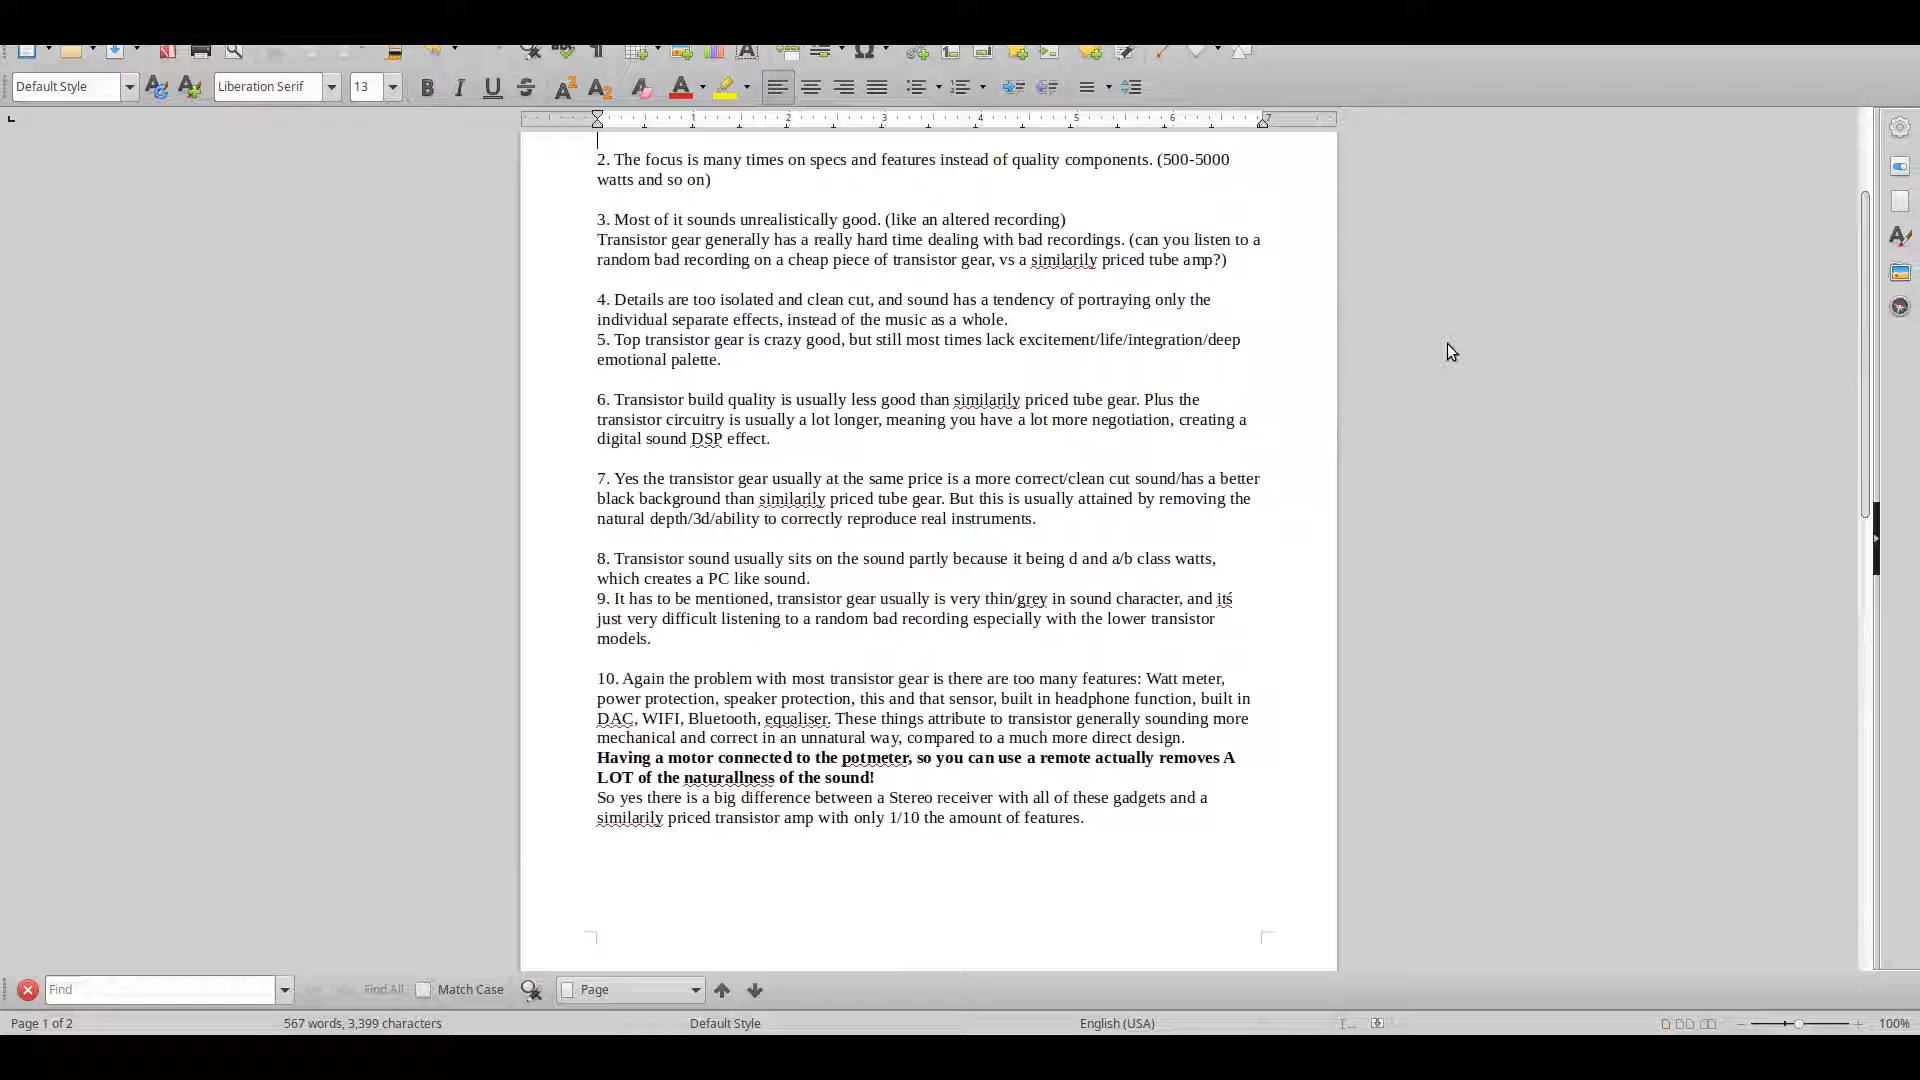 Default Style
Liberation Serif
13
1 2 3 4 5 6 7
2. The focus is many times on specs and features instead of quality components. (500-5000
watts and so on)
3. Most of it sounds unrealistically good. (like an altered recording)
Transistor gear generally has a really hard time dealing with bad recordings. (can you listen to a
random bad recording on a cheap piece of transistor gear, vs a similarily priced tube amp?)
4. Details are too isolated and clean cut, and sound has a tendency of portraying only the
individual separate effects, instead of the music as a whole.
5. Top transistor gear is crazy good, but still most times lack excitement/life/integration/deep
emotional palette.
6. Transistor build quality is usually less good than similarily priced tube gear. Plus the
transistor circuitry is usually a lot longer, meaning you have a lot more negotiation, creating a
digital sound DSP effect.
7. Yes the transistor gear usually at the same price is a more correct/clean cut sound/has a better
black background than similarily priced tube gear. But this is usually attained by removing the
natural depth/3d/ability to correctly reproduce real instruments.
8. Transistor sound usually sits on the sound partly because it being d and a/b class watts,
which creates a PC like sound.
9. It has to be mentioned, transistor gear usually is very thin/grey in sound character, and itś
just very difficult listening to a random bad recording especially with the lower transistor
models.
10. Again the problem with most transistor gear is there are too many features: Watt meter,
power protection, speaker protection, this and that sensor, built in headphone function, built in
DAC, WIFI, Bluetooth, equaliser. These things attribute to transistor generally sounding more
mechanical and correct in an unnatural way, compared to a much more direct design.
Having a motor connected to the potmeter, so you can use a remote actually removes A
LOT of the naturallness of the sound!
So yes there is a big difference between a Stereo receiver with all of these gadgets and a
similarily priced transistor amp with only 1/10 the amount of features.
Find
Find All
Match Case
Page
Page 1 of 2
567 words, 3,399 characters
Default Style
English (USA)
100%